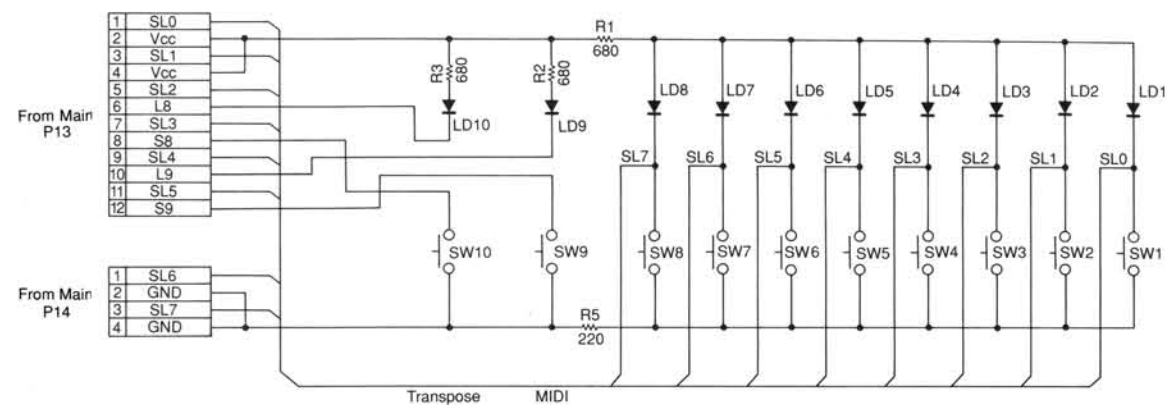 From Main
P13
1 SL0
2 Vcc
3 SL1
4 Vcc
5 SL2
6 L8
7 SL3
8 S8
9 SL4
10 L9
11 SL5
12 S9
R1
680
R3
680
R2
680
LD10
LD9
LD8
LD7
LD6
LD5
LD4
LD3
LD2
LD1
SL7
SL6
SL5
SL4
SL3
SL2
SL1
SL0
SW10
SW9
SW8
SW7
SW6
SW5
SW4
SW3
SW2
SW1
From Main
P14
1 SL6
2 GND
3 SL7
4 GND
R5
220
Transpose
MIDI